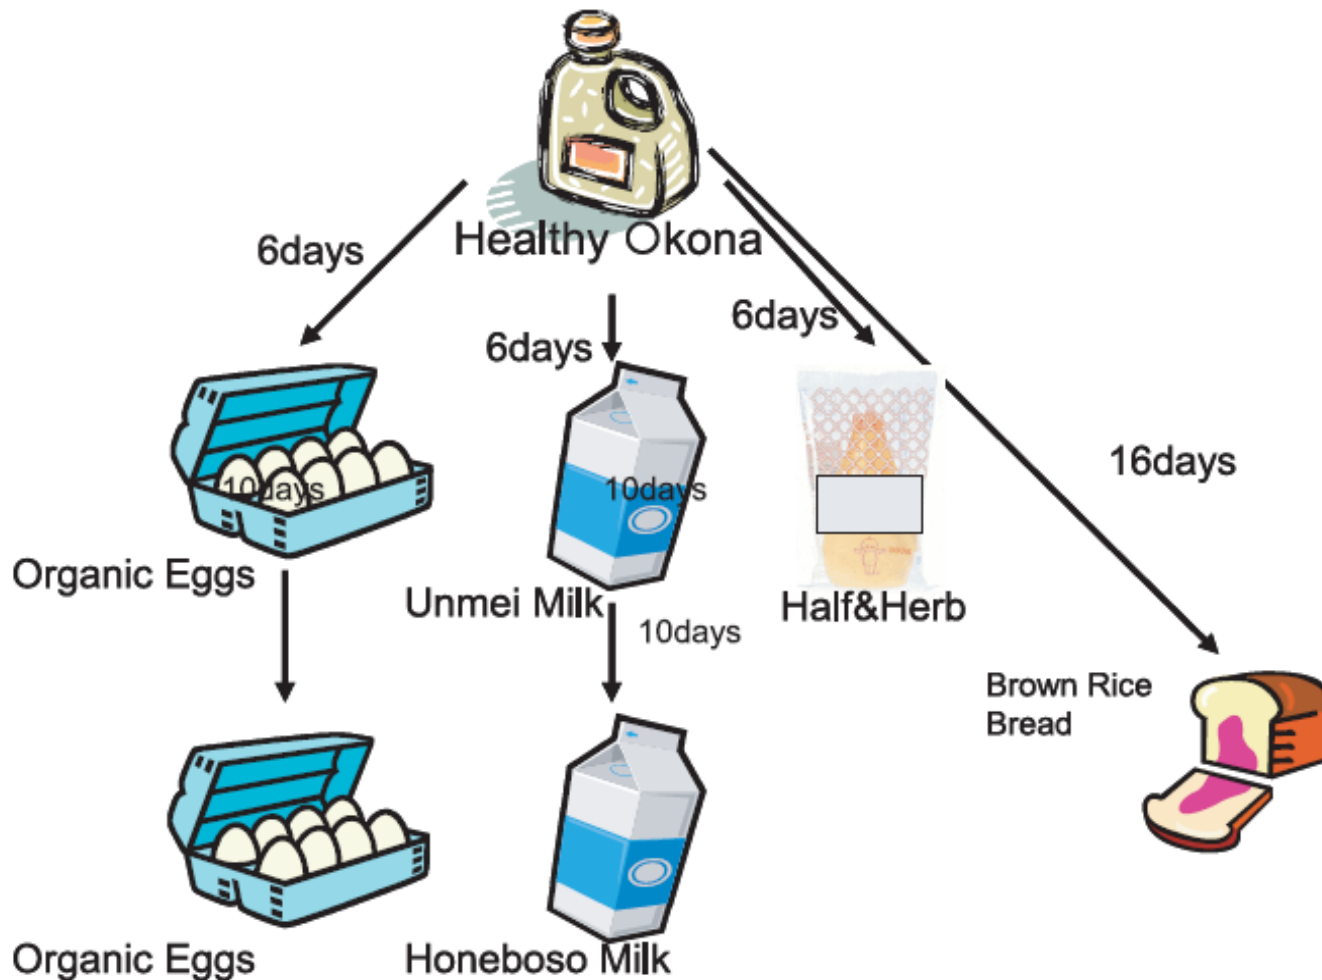 Healthy Okona
6days
6days
6days
16days
10days
10days
Organic Eggs
Unmei Milk
Half&Herb
10days
Brown Rice
Bread
Organic Eggs
Honeboso Milk